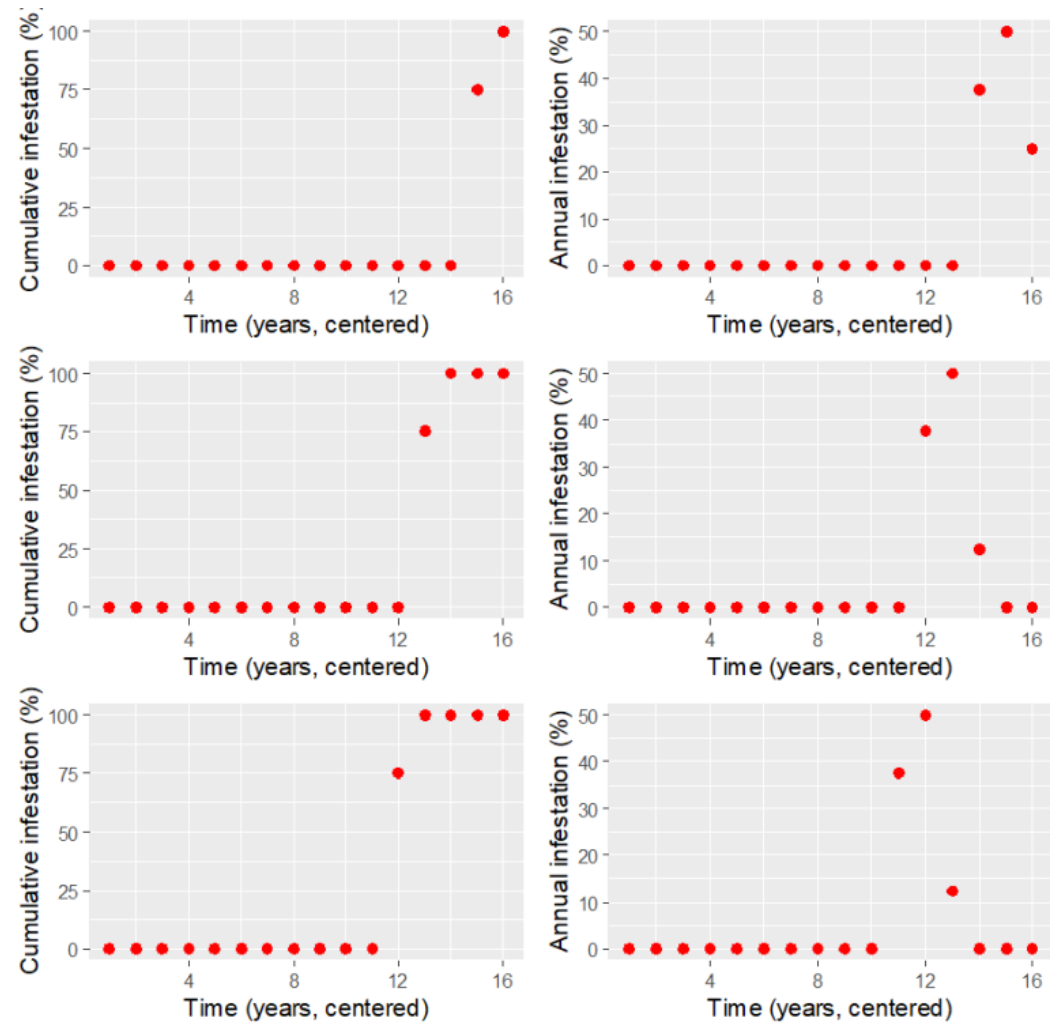 Cumulative infestation (%)
100
75
50
25
0
4 8 12 16
Time (years, centered)
Annual infestation (%)
50
40
30
20
10
0
4 8 12 16
Time (years, centered)
Cumulative infestation (%)
100
75
50
25
0
4 8 12 16
Time (years, centered)
Annual infestation (%)
50
40
30
20
10
0
4 8 12 16
Time (years, centered)
Cumulative infestation (%)
100
75
50
25
0
4 8 12 16
Time (years, centered)
Annual infestation (%)
50
40
30
20
10
0
4 8 12 16
Time (years, centered)